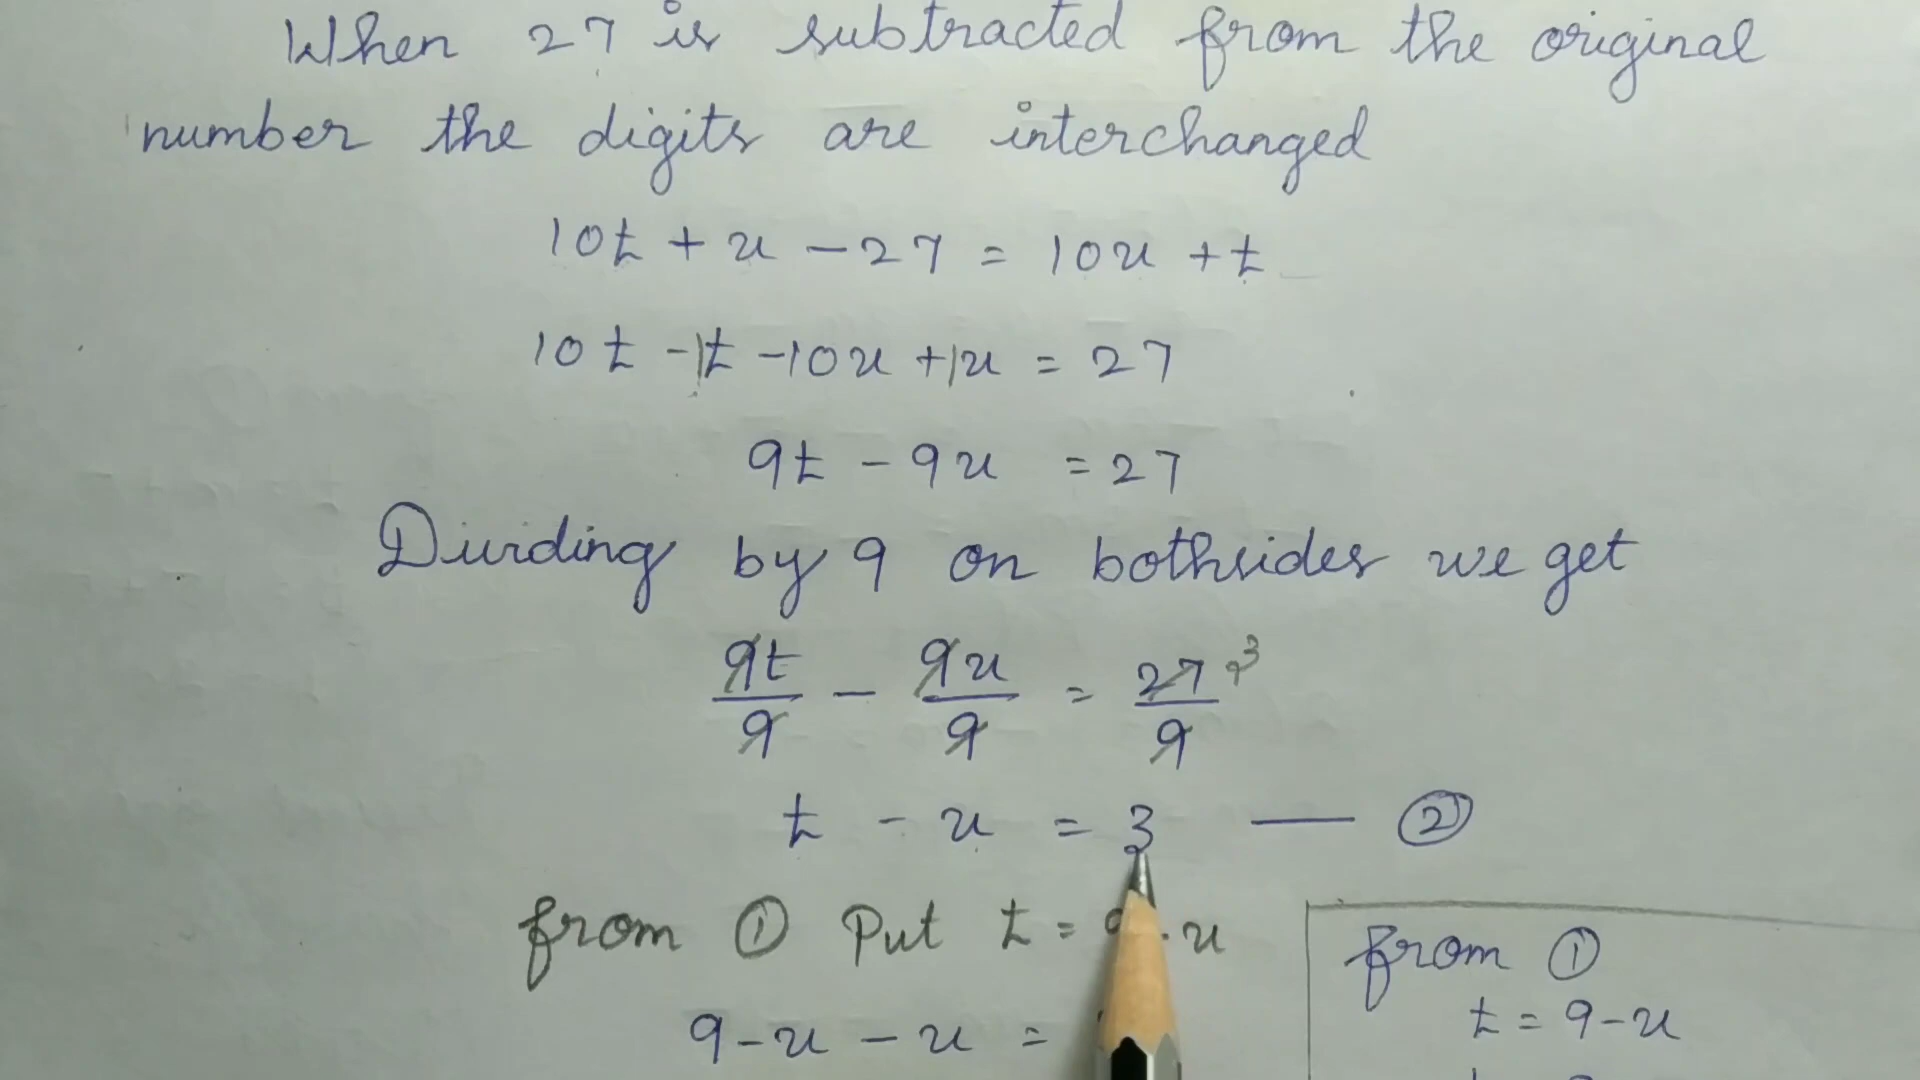 When 27 is subtracted from the original
number the digits are interchanged
10t + u - 27 = 10u + t
10t - 1t - 10u + 1u = 27
9t - 9u = 27
Dividing by 9 on bothsides we get
9t/9 - 9u/9 = 27/9 3
t - u = 3 — ②
from ① Put t = 9-u
9-u - u =
from ①
t = 9-u